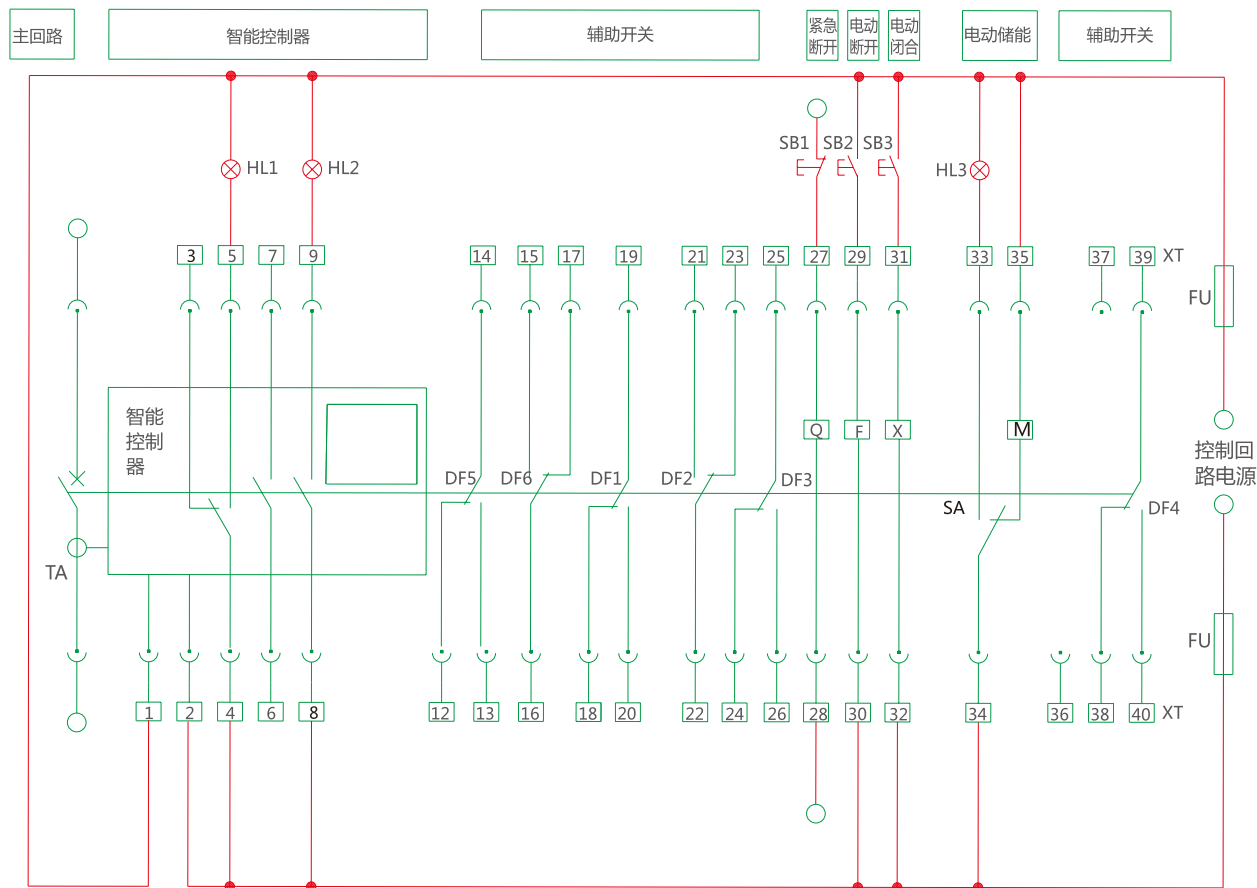 主回路
智能控制器
辅助开关
紧急
断开
电动
断开
电动
闭合
电动储能
辅助开关
SB1
SB2
SB3
HL1
HL2
HL3
3
5
7
9
14
15
17
19
21
23
25
27
29
31
33
35
37
39
XT
FU
智能
控制
器
Q
F
X
M
控制回
路电源
DF5
DF6
DF1
DF2
DF3
SA
DF4
TA
FU
1
2
4
6
8
12
13
16
18
20
22
24
26
28
30
32
34
36
38
40
XT